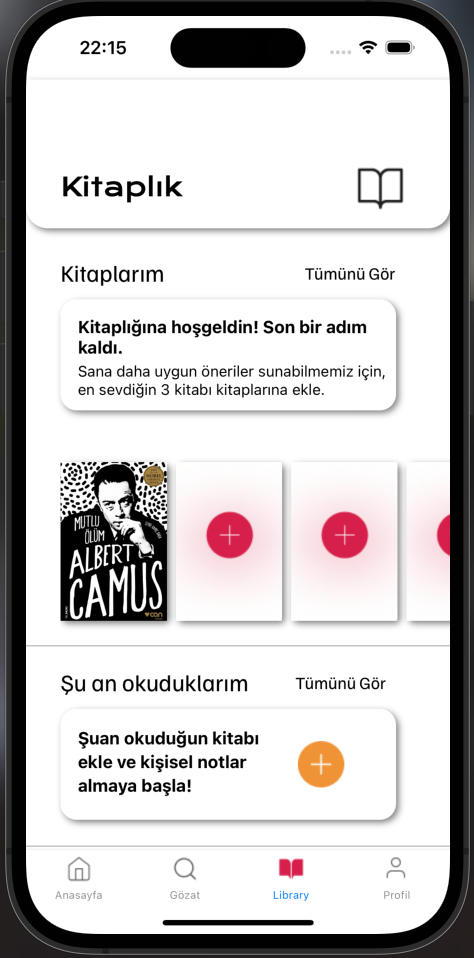 22:15
Kitaplık
Kitaplarım
Tümünü Gör
Kitaplığına hoşgeldin! Son bir adım
kaldı.
Sana daha uygun öneriler sunabilmemiz için,
en sevdiğin 3 kitabı kitaplarına ekle.
MUTLU
ÖLÜM
ALBERT
CAMUS
can
Şu an okuduklarım
Tümünü Gör
Şuan okuduğun kitabı
ekle ve kişisel notlar
almaya başla!
Anasayfa
Gözat
Library
Profil